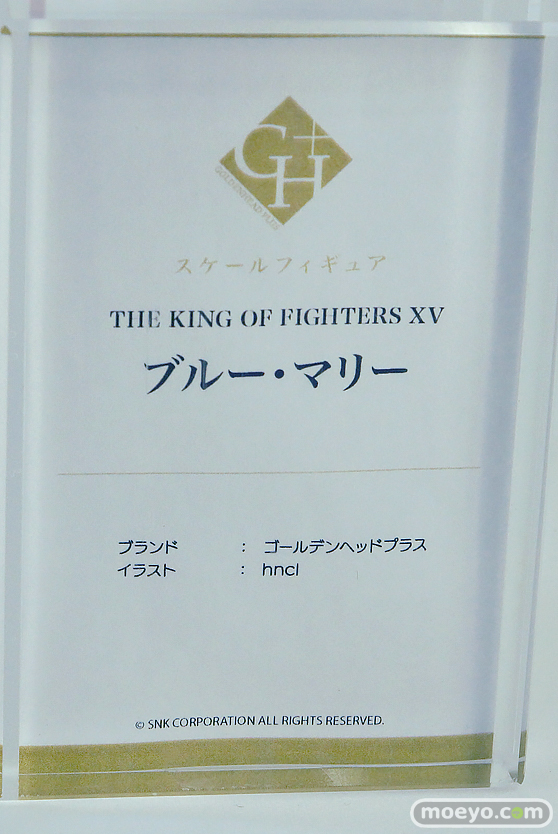 GH+
GOLDENHEAD PLUS
スケールフィギュア
THE KING OF FIGHTERS XV
ブルー・マリー
ブランド : ゴールデンヘッドプラス
イラスト : hncl
© SNK CORPORATION ALL RIGHTS RESERVED.
moeyo.com